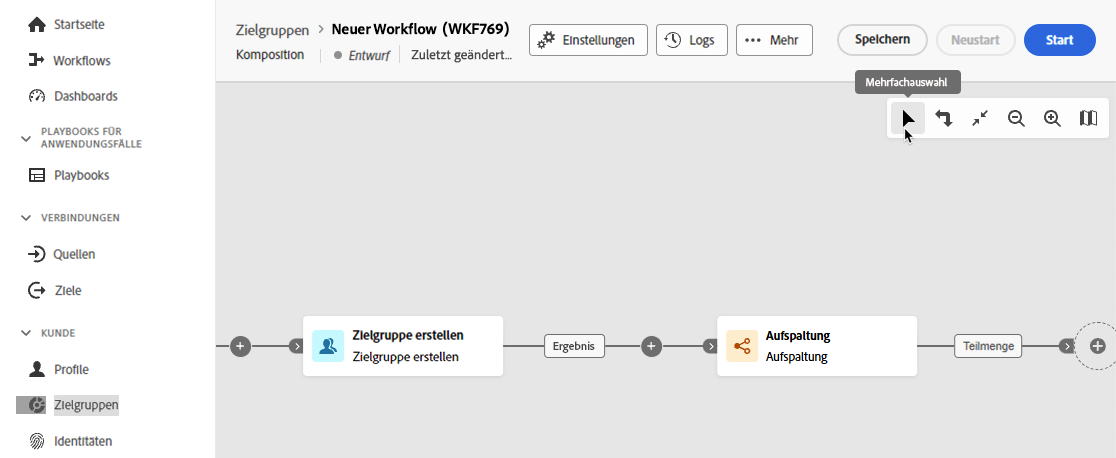 Startseite
Workflows
Dashboards
PLAYBOOKS FÜR
ANWENDUNGSFÄLLE
Playbooks
VERBINDUNGEN
Quellen
Ziele
KUNDE
Profile
Zielgruppen
Identitäten
Zielgruppen > Neuer Workflow (WKF769)
Komposition
Entwurf
Zuletzt geändert...
Einstellungen
Logs
Mehr
Speichern
Neustart
Start
Mehrfachauswahl
Zielgruppe erstellen
Zielgruppe erstellen
Ergebnis
Aufspaltung
Aufspaltung
Teilmenge